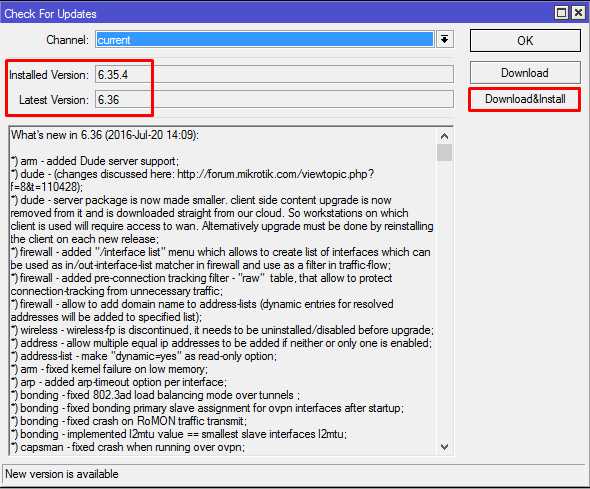 Check For Updates
Channel: current
OK
Installed Version: 6.35.4
Download
Latest Version: 6.36
Download&Install
What's new in 6.36 (2016-Jul-20 14:09):
*) arm - added Dude server support;
*) dude - (changes discussed here: http://forum.mikrotik.com/viewtopic.php?
f=8&t=110428);
*) dude - server package is now made smaller. client side content upgrade is now
removed from it and is downloaded straight from our cloud. So workstations on which
client is used will require access to wan. Alternatively upgrade must be done by reinstalling
the client on each new release;
*) firewall - added "/interface list" menu which allows to create list of interfaces which can
be used as in/out-interface-list matcher in firewall and use as a filter in traffic-flow;
*) firewall - added pre-connection tracking filter - "raw" table, that allow to protect
connection-tracking from unnecessary traffic;
*) firewall - allow to add domain name to address-lists (dynamic entries for resolved
addresses will be added to specified list);
*) wireless - wireless-fp is discontinued, it needs to be uninstalled/disabled before upgrade;
*) address - allow multiple equal ip addresses to be added if neither or only one is enabled;
*) address-list - make "dynamic=yes" as read-only option;
*) arm - fixed kernel failure on low memory;
*) arp - added arp-timeout option per interface;
*) bonding - fixed 802.3ad load balancing mode over tunnels ;
*) bonding - fixed bonding primary slave assignment for ovpn interfaces after startup;
*) bonding - fixed crash on RoMON traffic transmit;
*) bonding - implemented l2mtu value == smallest slave interfaces l2mtu;
*) capsman - fixed crash when running over ovpn;
New version is available